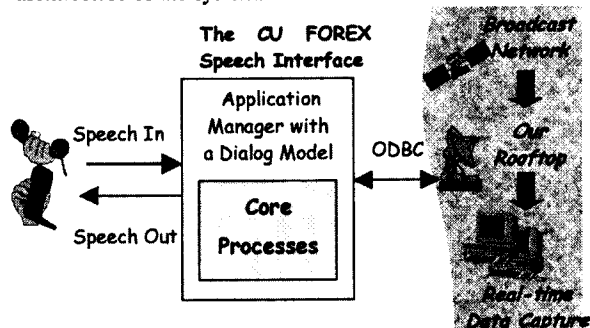 The CU FOREX
Speech Interface
Speech In
Speech Out
Application
Manager with
a Dialog Model
Core
Processes
ODBC
Broadcast
Network
Our
Rooftop
Real-time
Data Capture